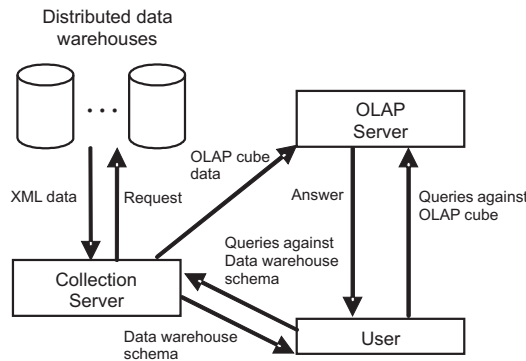 Distributed data
warehouses
...
OLAP
Server
OLAP cube
data
XML data
Request
Answer
Queries against
OLAP cube
Queries against
Data warehouse
schema
Collection
Server
Data warehouse
schema
User